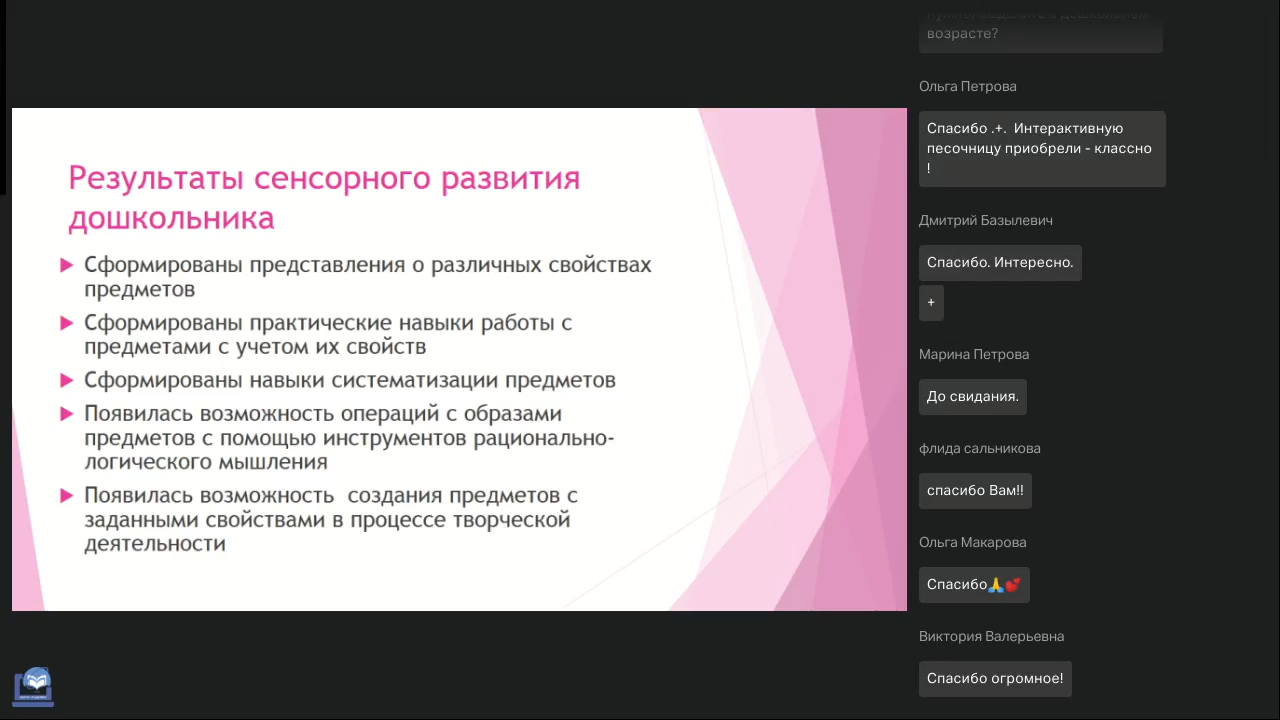 Результаты сенсорного развития
дошкольника
Сформированы представления о различных свойствах
предметов
Сформированы практические навыки работы с
предметами с учетом их свойств
Сформированы навыки систематизации предметов
Появилась возможность операций с образами
предметов с помощью инструментов рационально-
логического мышления
Появилась возможность создания предметов с
заданными свойствами в процессе творческой
деятельности
возрасте?
Ольга Петрова
Спасибо .+. Интерактивную
песочницу приобрели - классно
!
Дмитрий Базылевич
Спасибо. Интересно.
+
Марина Петрова
До свидания.
флида сальникова
спасибо Вам!!
Ольга Макарова
Спасибо🙏💕
Виктория Валерьевна
Спасибо огромное!